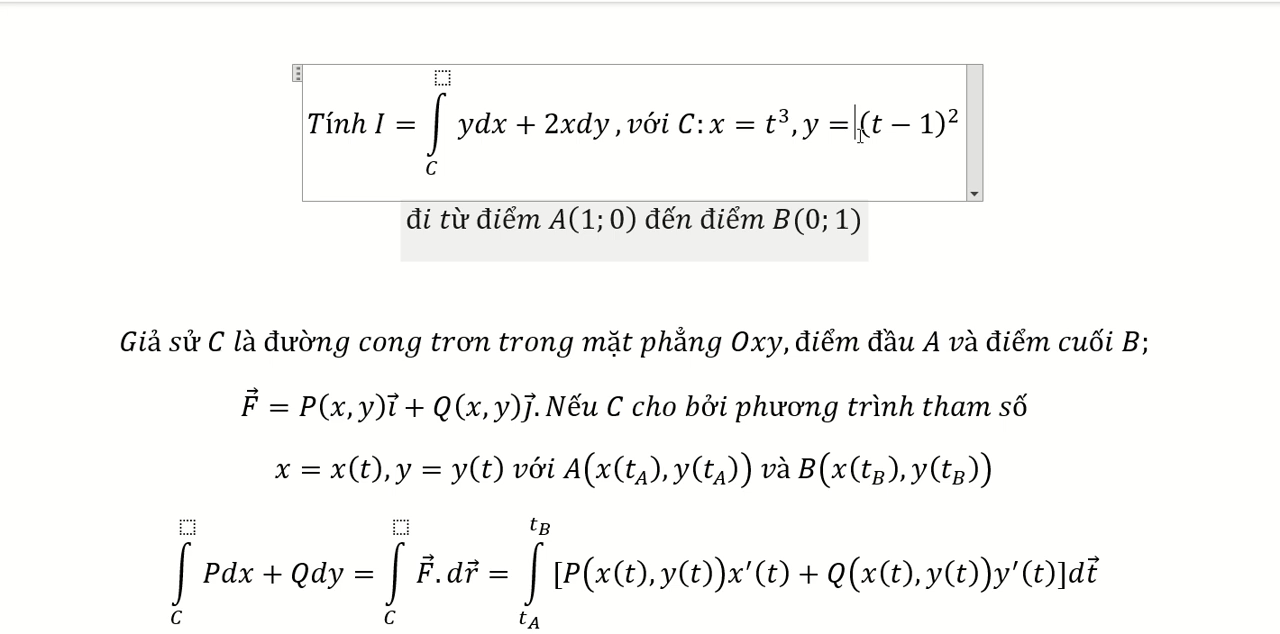 Tính I = ∫_C ydx + 2xdy , với C: x = t³, y = (t − 1)²
đi từ điểm A(1; 0) đến điểm B(0; 1)
Giả sử C là đường cong trơn trong mặt phẳng Oxy, điểm đầu A và điểm cuối B;
F⃗ = P(x, y)i⃗ + Q(x, y)j⃗. Nếu C cho bởi phương trình tham số
x = x(t), y = y(t) với A(x(t_A), y(t_A)) và B(x(t_B), y(t_B))
∫_C Pdx + Qdy = ∫_C F⃗. dr⃗ = ∫_{t_A}^{t_B} [P(x(t), y(t))x′(t) + Q(x(t), y(t))y′(t)]dt⃗